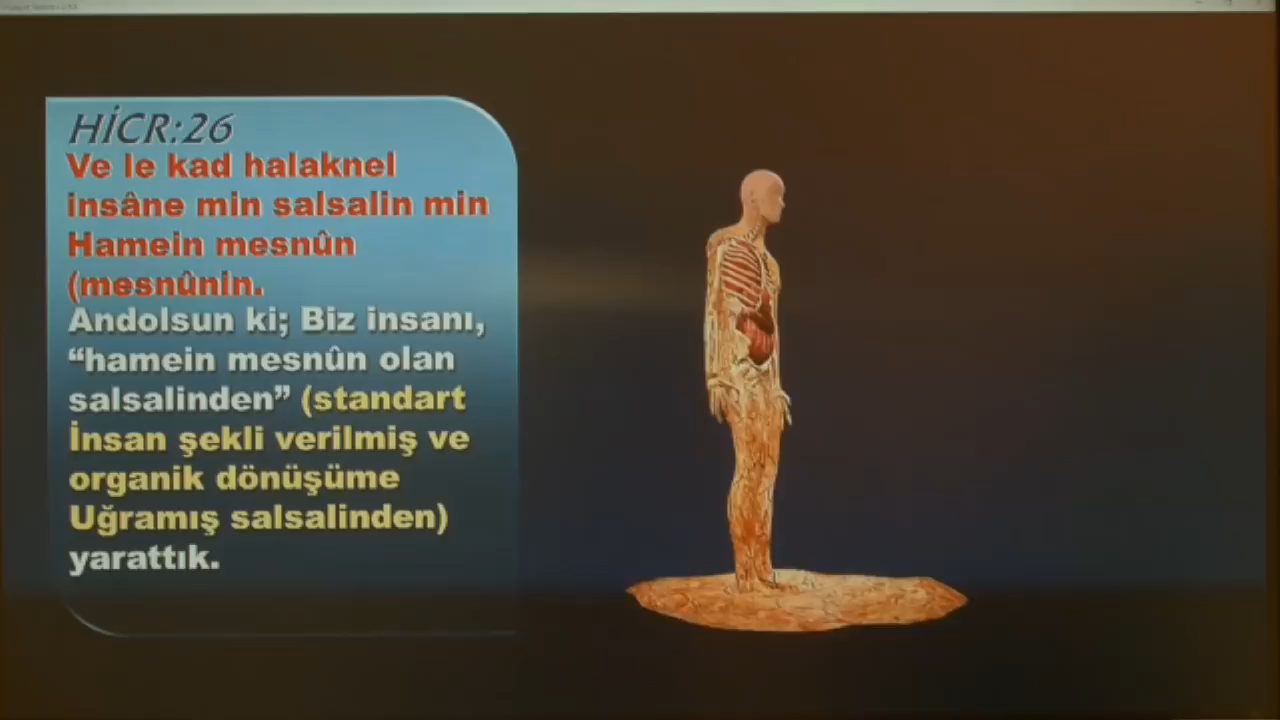 HİCR:26
Ve le kad halaknel
insâne min salsalin min
Hamein mesnûn
(mesnûnin.
Andolsun ki; Biz insanı,
“hamein mesnûn olan
salsalinden” (standart
İnsan şekli verilmiş ve
organik dönüşüme
Uğramış salsalinden)
yarattık.